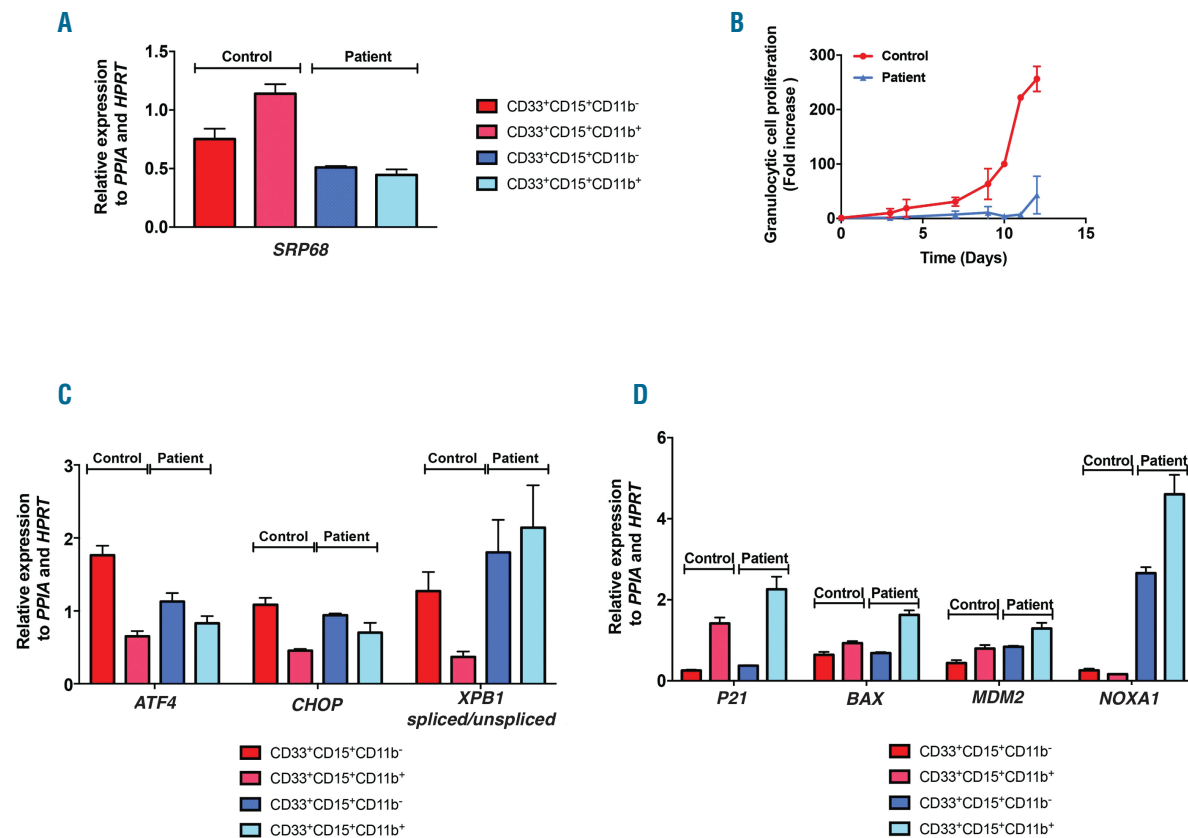 A
Relative expression
to PPIA and HPRT
1.5
1.0
0.5
0.0
Control
Patient
SRP68
CD33+CD15+CD11b-
CD33+CD15+CD11b+
CD33+CD15+CD11b-
CD33+CD15+CD11b+
B
Granulocytic cell proliferation
(Fold increase )
300
200
100
0
Control
Patient
0
5
10
15
Time (Days)
C
Relative expression
to PPIA and HPRT
3
2
1
0
Control
Patient
Control
Patient
Control
Patient
ATF4
CHOP
XPB1
spliced/unspliced
CD33+CD15+CD11b-
CD33+CD15+CD11b+
CD33+CD15+CD11b-
CD33+CD15+CD11b+
D
Relative expression
to PPIA and HPRT
6
4
2
0
Control
Patient
Control
Patient
Control
Patient
Control
Patient
P21
BAX
MDM2
NOXA1
CD33+CD15+CD11b-
CD33+CD15+CD11b+
CD33+CD15+CD11b-
CD33+CD15+CD11b+